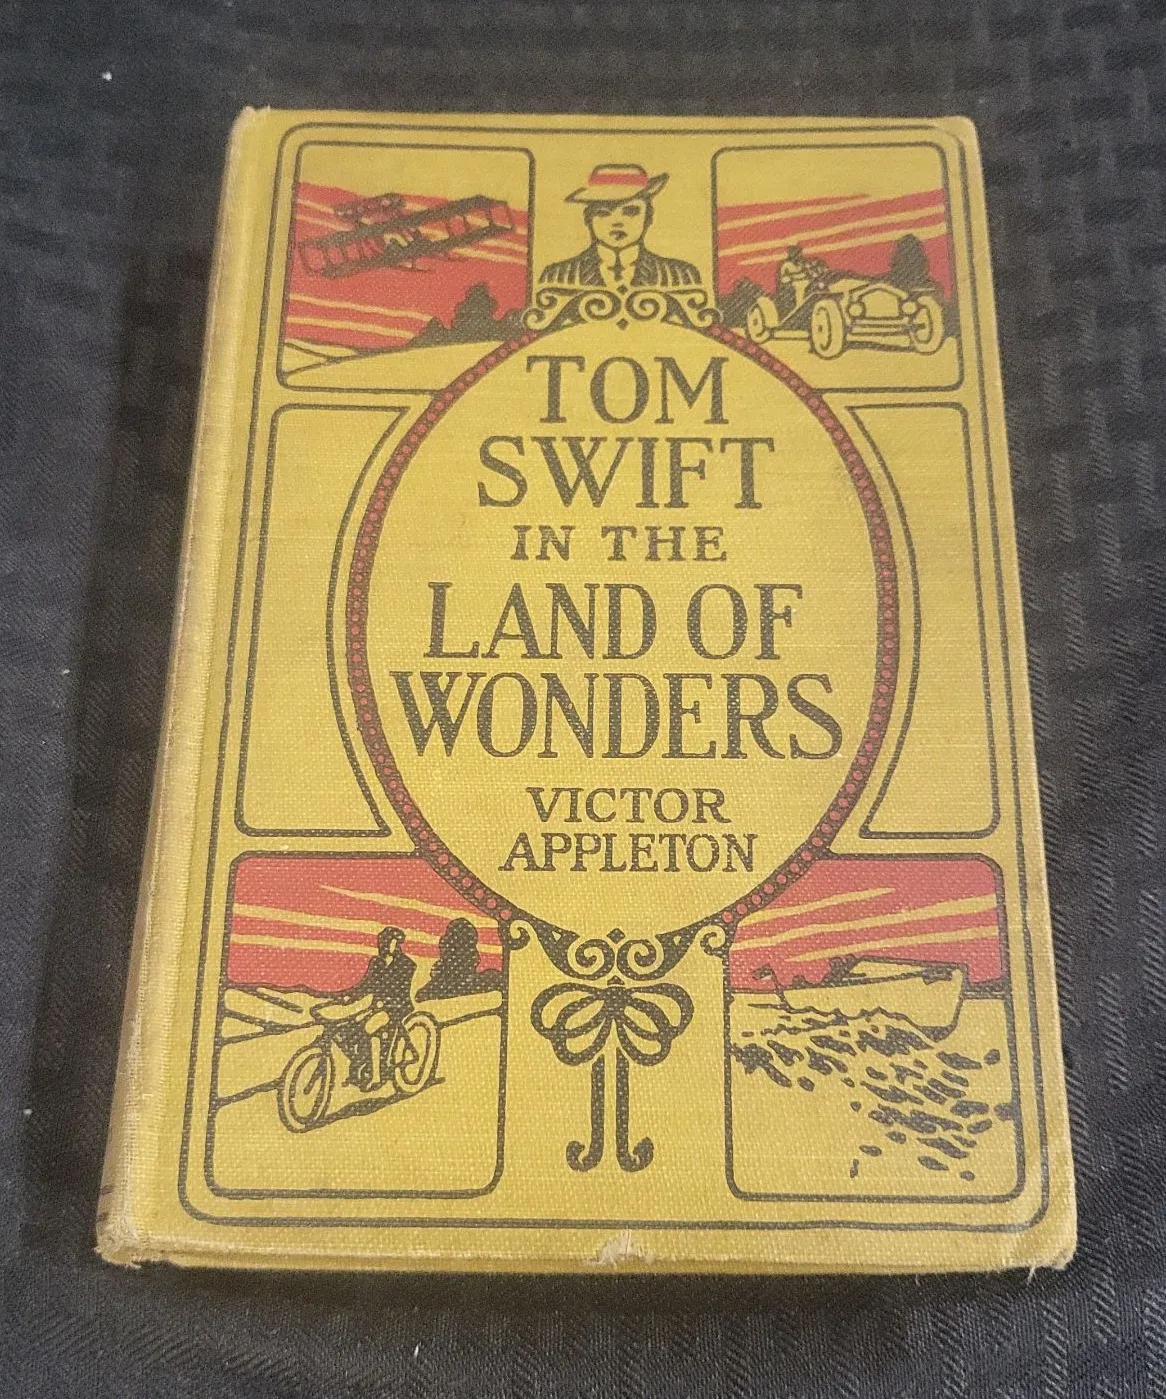 TOM
SWIFT
IN THE
LAND OF
WONDERS
VICTOR
APPLETON